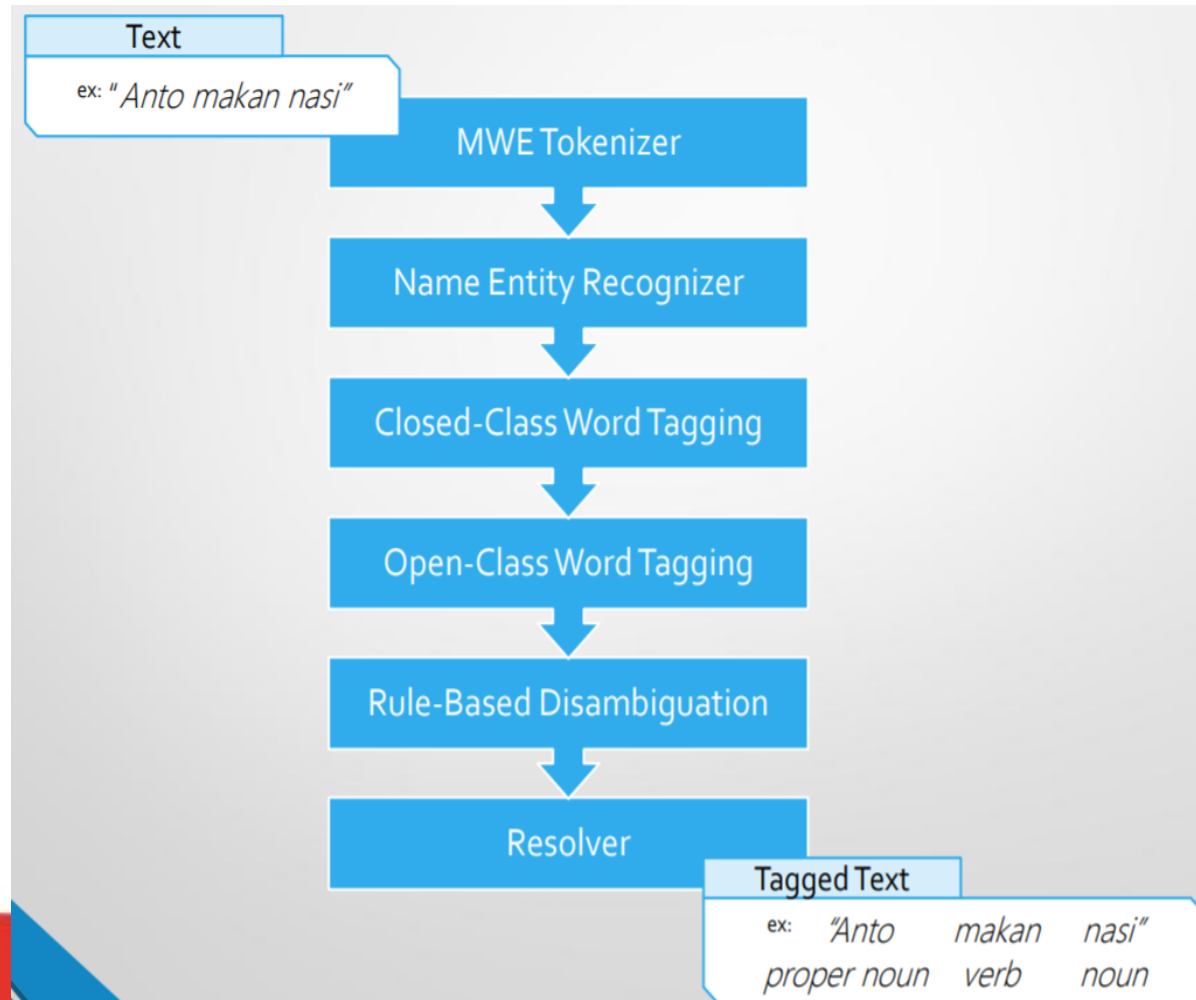 Text
ex: "Anto makan nasi"
MWE Tokenizer
Name Entity Recognizer
Closed-Class Word Tagging
Open-Class Word Tagging
Rule-Based Disambiguation
Resolver
Tagged Text
ex: "Anto makan nasi"
proper noun verb noun